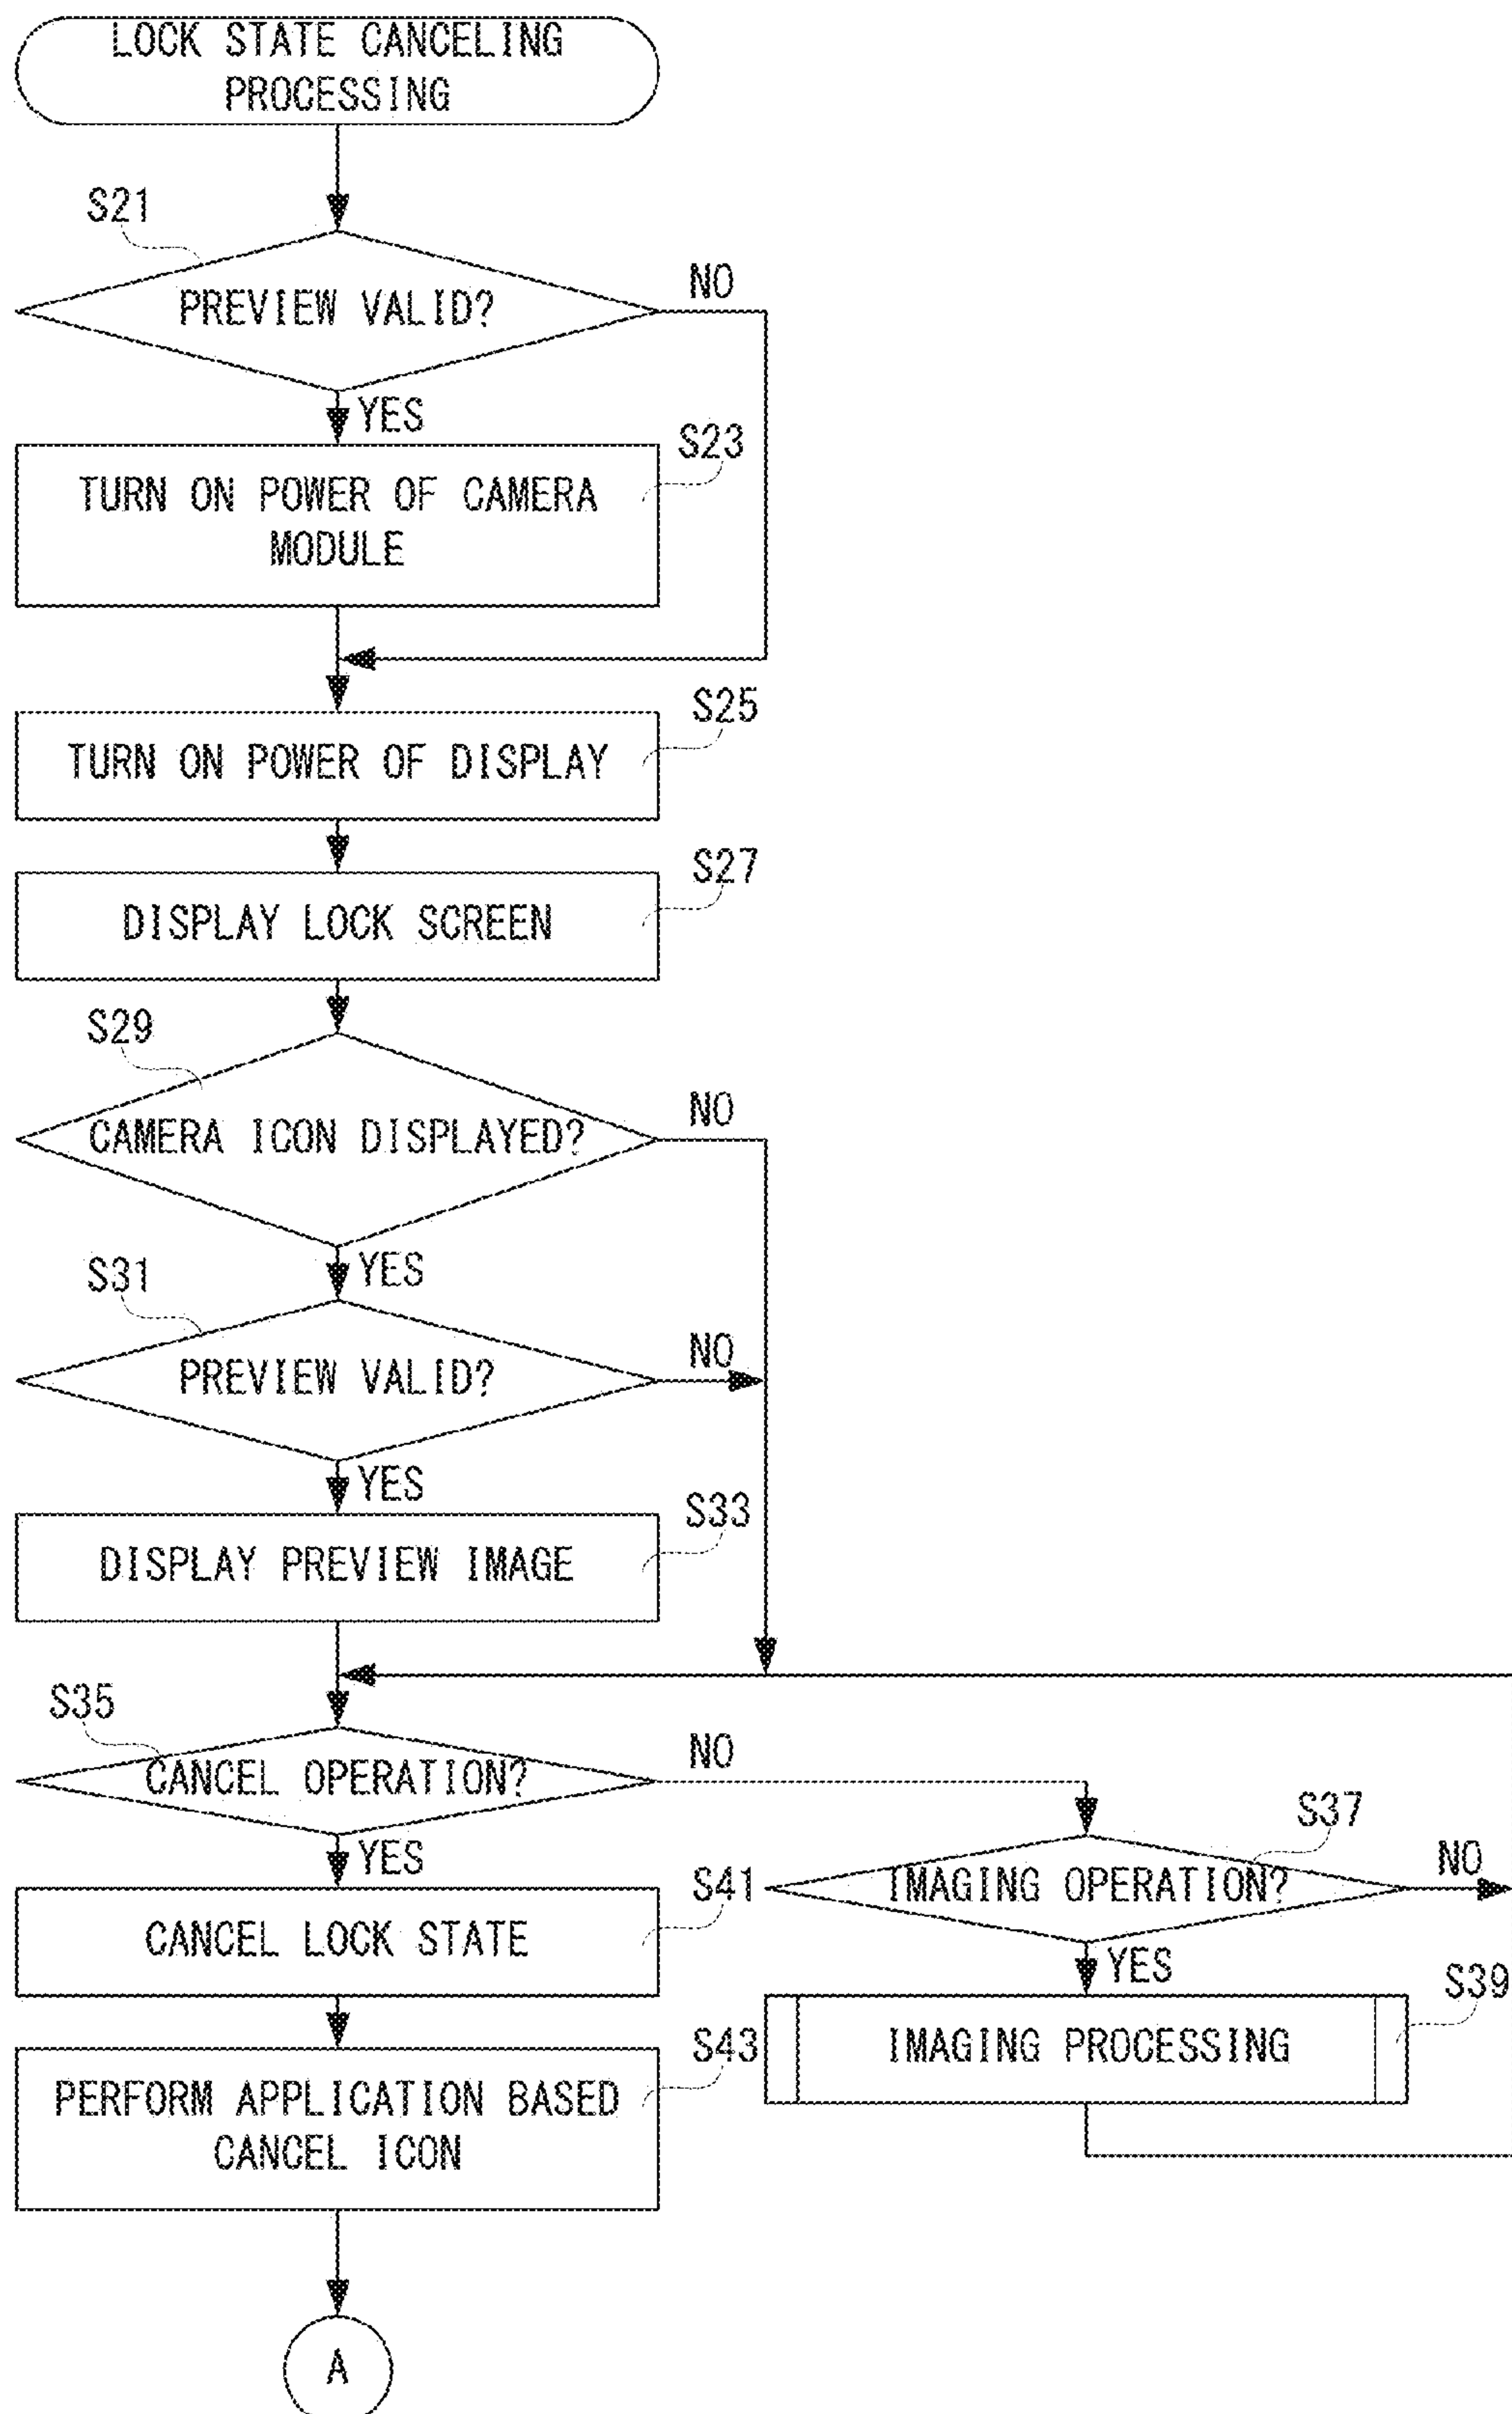 LOCK STATE CANCELING
PROCESSING
S21
PREVIEW VALID?
NO
YES
S23
TURN ON POWER OF CAMERA
MODULE
S25
TURN ON POWER OF DISPLAY
S27
DISPLAY LOCK SCREEN
S29
CAMERA ICON DISPLAYED?
NO
YES
S31
PREVIEW VALID?
NO
YES
S33
DISPLAY PREVIEW IMAGE
S35
CANCEL OPERATION?
NO
YES
S37
IMAGING OPERATION?
NO
YES
S41
CANCEL LOCK STATE
S39
IMAGING PROCESSING
S43
PERFORM APPLICATION BASED
CANCEL ICON
A